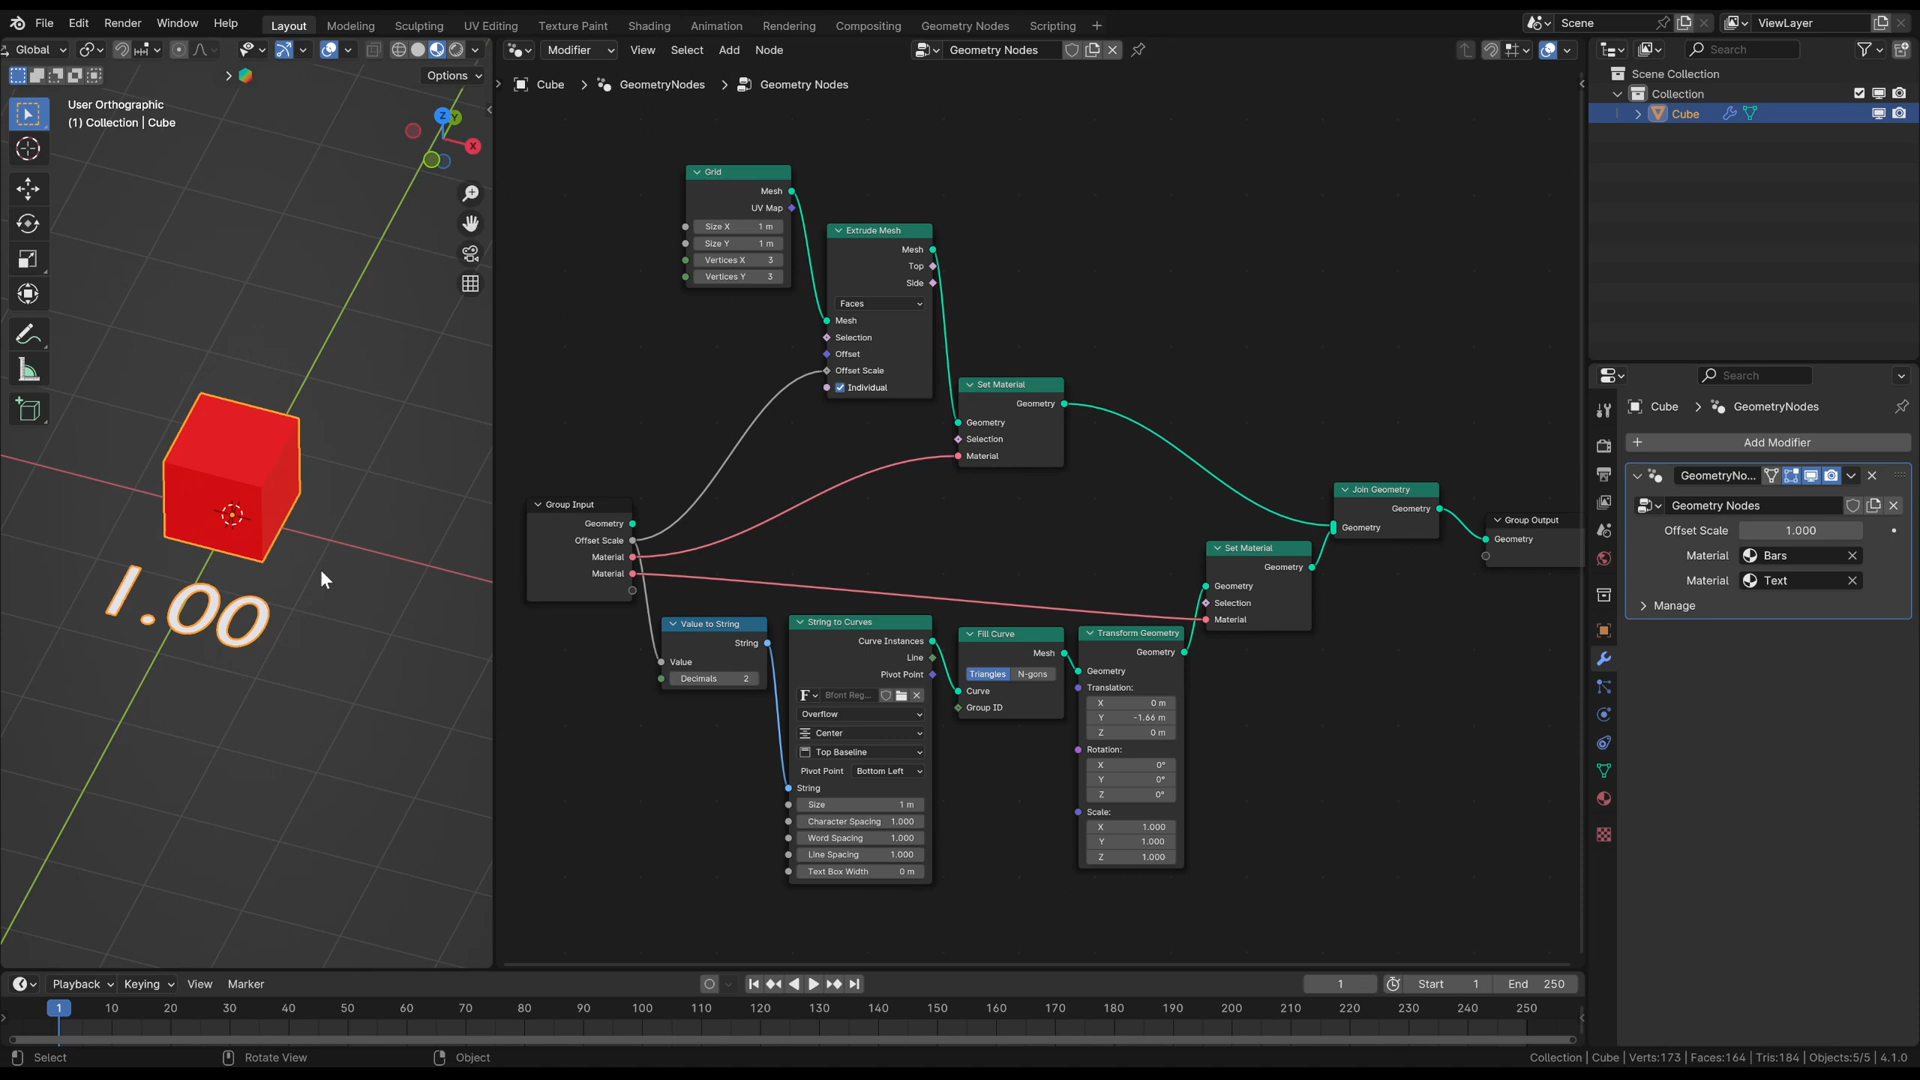 File Edit Render Window Help Layout Modeling Sculpting UV Editing Texture Paint Shading Animation Rendering Compositing Geometry Nodes Scripting + Scene ViewLayer
Global Modifier View Select Add Node Geometry Nodes Search
Options
Cube > GeometryNodes > Geometry Nodes
Scene Collection
Collection
Cube
User Orthographic
(1) Collection | Cube
Z
Y
X
1.00
Grid
Mesh
UV Map
Size X 1 m
Size Y 1 m
Vertices X 3
Vertices Y 3
Extrude Mesh
Mesh
Top
Side
Faces
Mesh
Selection
Offset
Offset Scale
Individual
Set Material
Geometry
Geometry
Selection
Material
Group Input
Geometry
Offset Scale
Material
Material
Value to String
String
Value
Decimals 2
String to Curves
Curve Instances
Line
Pivot Point
Bfont Reg...
Overflow
Center
Top Baseline
Pivot Point Bottom Left
String
Size 1 m
Character Spacing 1.000
Word Spacing 1.000
Line Spacing 1.000
Text Box Width 0 m
Fill Curve
Mesh
Triangles N-gons
Curve
Group ID
Transform Geometry
Geometry
Geometry
Translation:
X 0 m
Y -1.66 m
Z 0 m
Rotation:
X 0°
Y 0°
Z 0°
Scale:
X 1.000
Y 1.000
Z 1.000
Set Material
Geometry
Geometry
Selection
Material
Join Geometry
Geometry
Geometry
Group Output
Geometry
Search
Cube > GeometryNodes
+ Add Modifier
GeometryNo...
Geometry Nodes
Offset Scale 1.000
Material Bars
Material Text
Manage
Playback Keying View Marker 1 Start 1 End 250
1 10 20 30 40 50 60 70 80 90 100 110 120 130 140 150 160 170 180 190 200 210 220 230 240 250
Select Rotate View Object Collection | Cube | Verts:173 | Faces:164 | Tris:184 | Objects:5/5 | 4.1.0